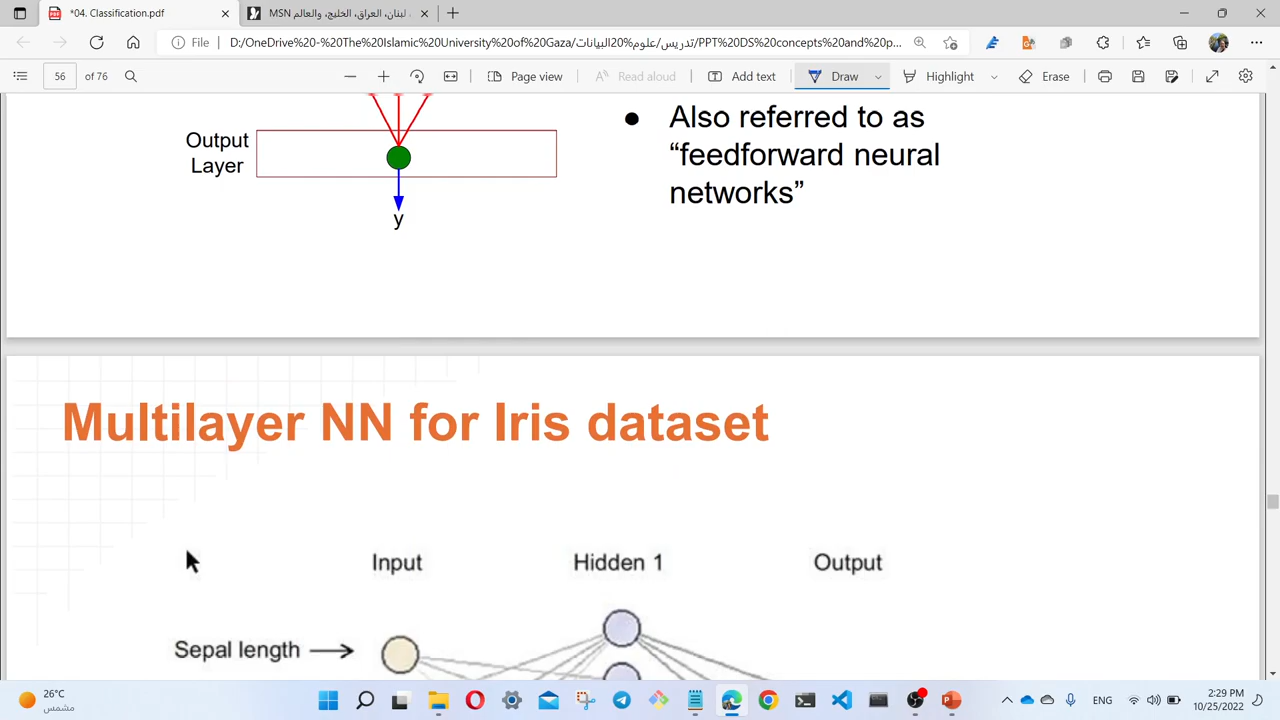 *04. Classification.pdf
MSN لبنان، العراق، الخليج، والعالم ،
File
D:/OneDrive%20-%20The%20Islamic%20University%20of%20Gaza/تدريس/علوم%20البيانات/PPT%20DS%20concepts%20and%20p...
56 of 76
Page view
Read aloud
Add text
Draw
Highlight
Erase
Output
Layer
y
● Also referred to as
“feedforward neural
networks”
Multilayer NN for Iris dataset
Input
Hidden 1
Output
Sepal length
26°C
مشمس
ENG
2:29 PM
10/25/2022